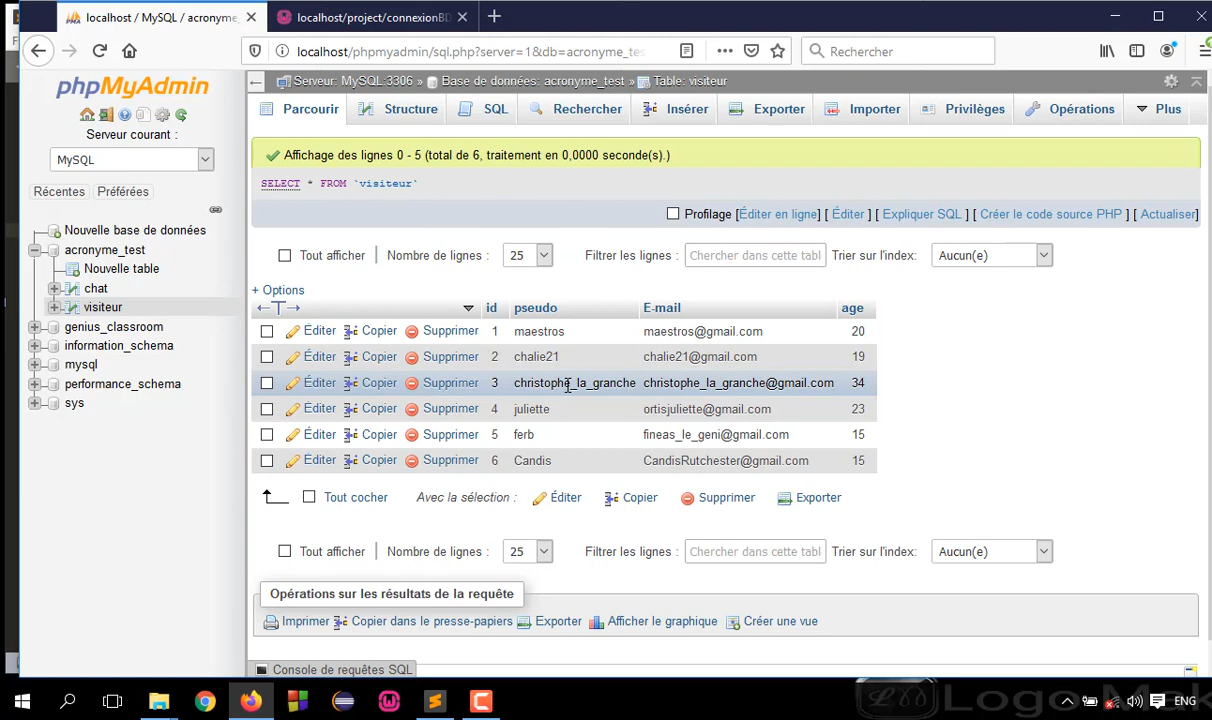 localhost / MySQL / acronyme_
localhost/project/connexionBD
localhost/phpmyadmin/sql.php?server=1&db=acronyme_tes
Rechercher
phpMyAdmin
Serveur courant :
MySQL
Récentes
Préférées
Nouvelle base de données
acronyme_test
Nouvelle table
chat
visiteur
genius_classroom
information_schema
mysql
performance_schema
sys
Serveur: MySQL:3306 » Base de données: acronyme_test » Table: visiteur
Parcourir Structure SQL Rechercher Insérer Exporter Importer Privilèges Opérations Plus
Affichage des lignes 0 - 5 (total de 6, traitement en 0,0000 seconde(s).)
SELECT * FROM `visiteur`
Profilage [Éditer en ligne] [ Éditer ] [ Expliquer SQL ] [ Créer le code source PHP ] [ Actualiser]
Tout afficher Nombre de lignes : 25 Filtrer les lignes : Chercher dans cette tabl Trier sur l'index: Aucun(e)
+ Options
←T→ id pseudo E-mail age
Éditer Copier Supprimer 1 maestros maestros@gmail.com 20
Éditer Copier Supprimer 2 chalie21 chalie21@gmail.com 19
Éditer Copier Supprimer 3 christophe_la_granche christophe_la_granche@gmail.com 34
Éditer Copier Supprimer 4 juliette ortisjuliette@gmail.com 23
Éditer Copier Supprimer 5 ferb fineas_le_geni@gmail.com 15
Éditer Copier Supprimer 6 Candis CandisRutchester@gmail.com 15
Tout cocher Avec la sélection : Éditer Copier Supprimer Exporter
Tout afficher Nombre de lignes : 25 Filtrer les lignes : Chercher dans cette tabl Trier sur l'index: Aucun(e)
Opérations sur les résultats de la requête
Imprimer Copier dans le presse-papiers Exporter Afficher le graphique Créer une vue
Console de requêtes SQL
ENG